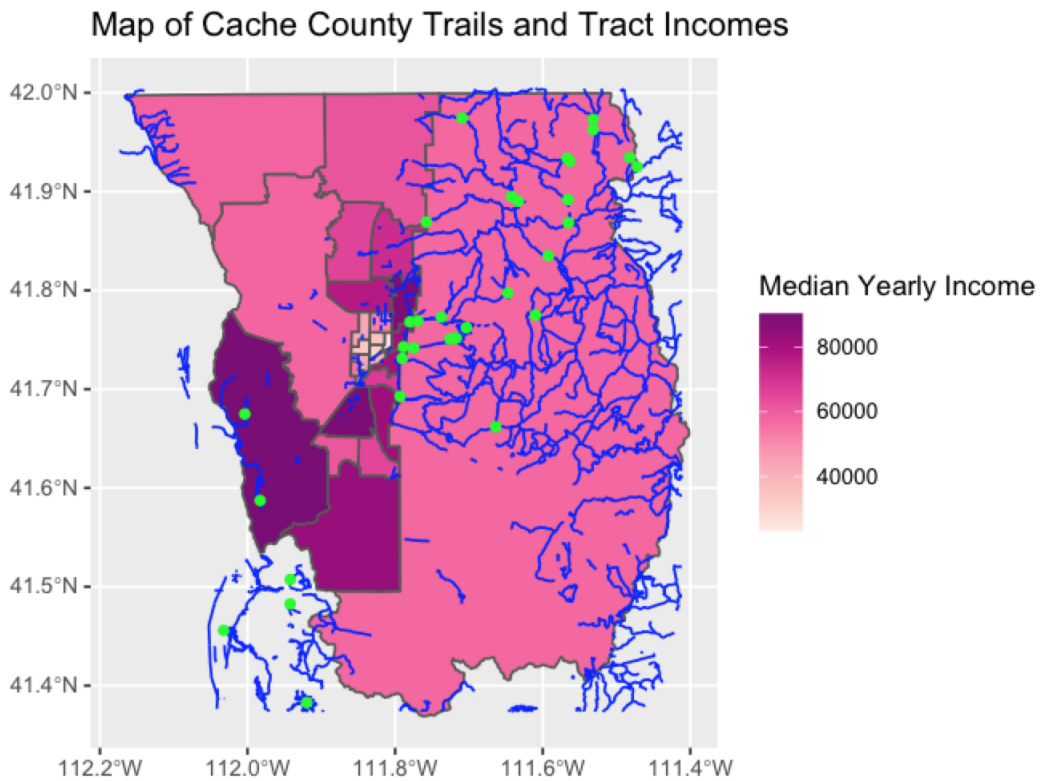 Map of Cache County Trails and Tract Incomes
42.0°N
41.9°N
41.8°N
41.7°N
41.6°N
41.5°N
41.4°N
112.2°W
112.0°W
111.8°W
111.6°W
111.4°W
Median Yearly Income
80000
60000
40000